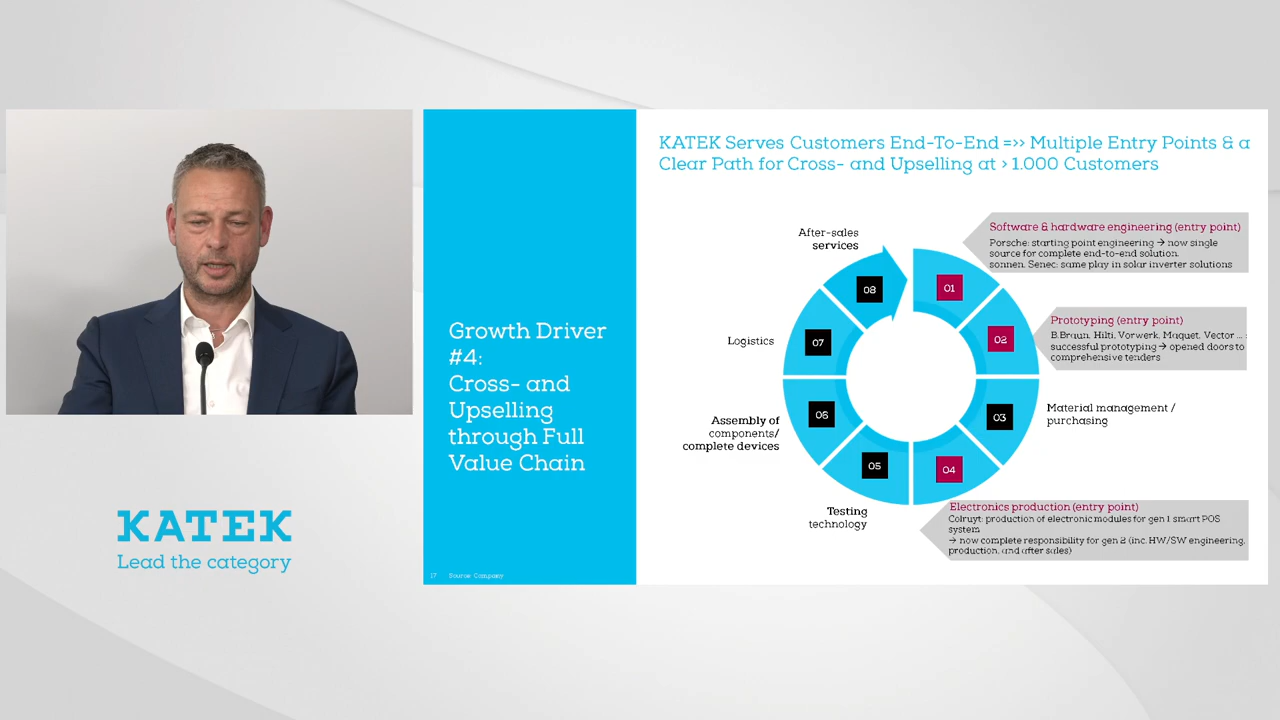 KATEK Serves Customers End-To-End =>> Multiple Entry Points & a
Clear Path for Cross- and Upselling at > 1.000 Customers
Growth Driver
#4:
Cross- and
Upselling
through Full
Value Chain
After-sales
services
08
01
Software & hardware engineering (entry point)
Porsche: starting point engineering → now single
source for complete end-to-end solution.
sonnen, Senec: same play in solar inverter solutions
Logistics
07
02
Prototyping (entry point)
B.Braun, Hilti, Vorwerk, Maquet, Vector ... :
successful prototyping → opened doors to
comprehensive tenders
Assembly of
components/
complete devices
06
03
Material management /
purchasing
05
04
Testing
technology
Electronics production (entry point)
Colruyt: production of electronic modules for gen 1 smart POS
system
→ now complete responsibility for gen 2 (inc. HW/SW engineering,
production, and after sales)
17 Source: Company
KATEK
Lead the category